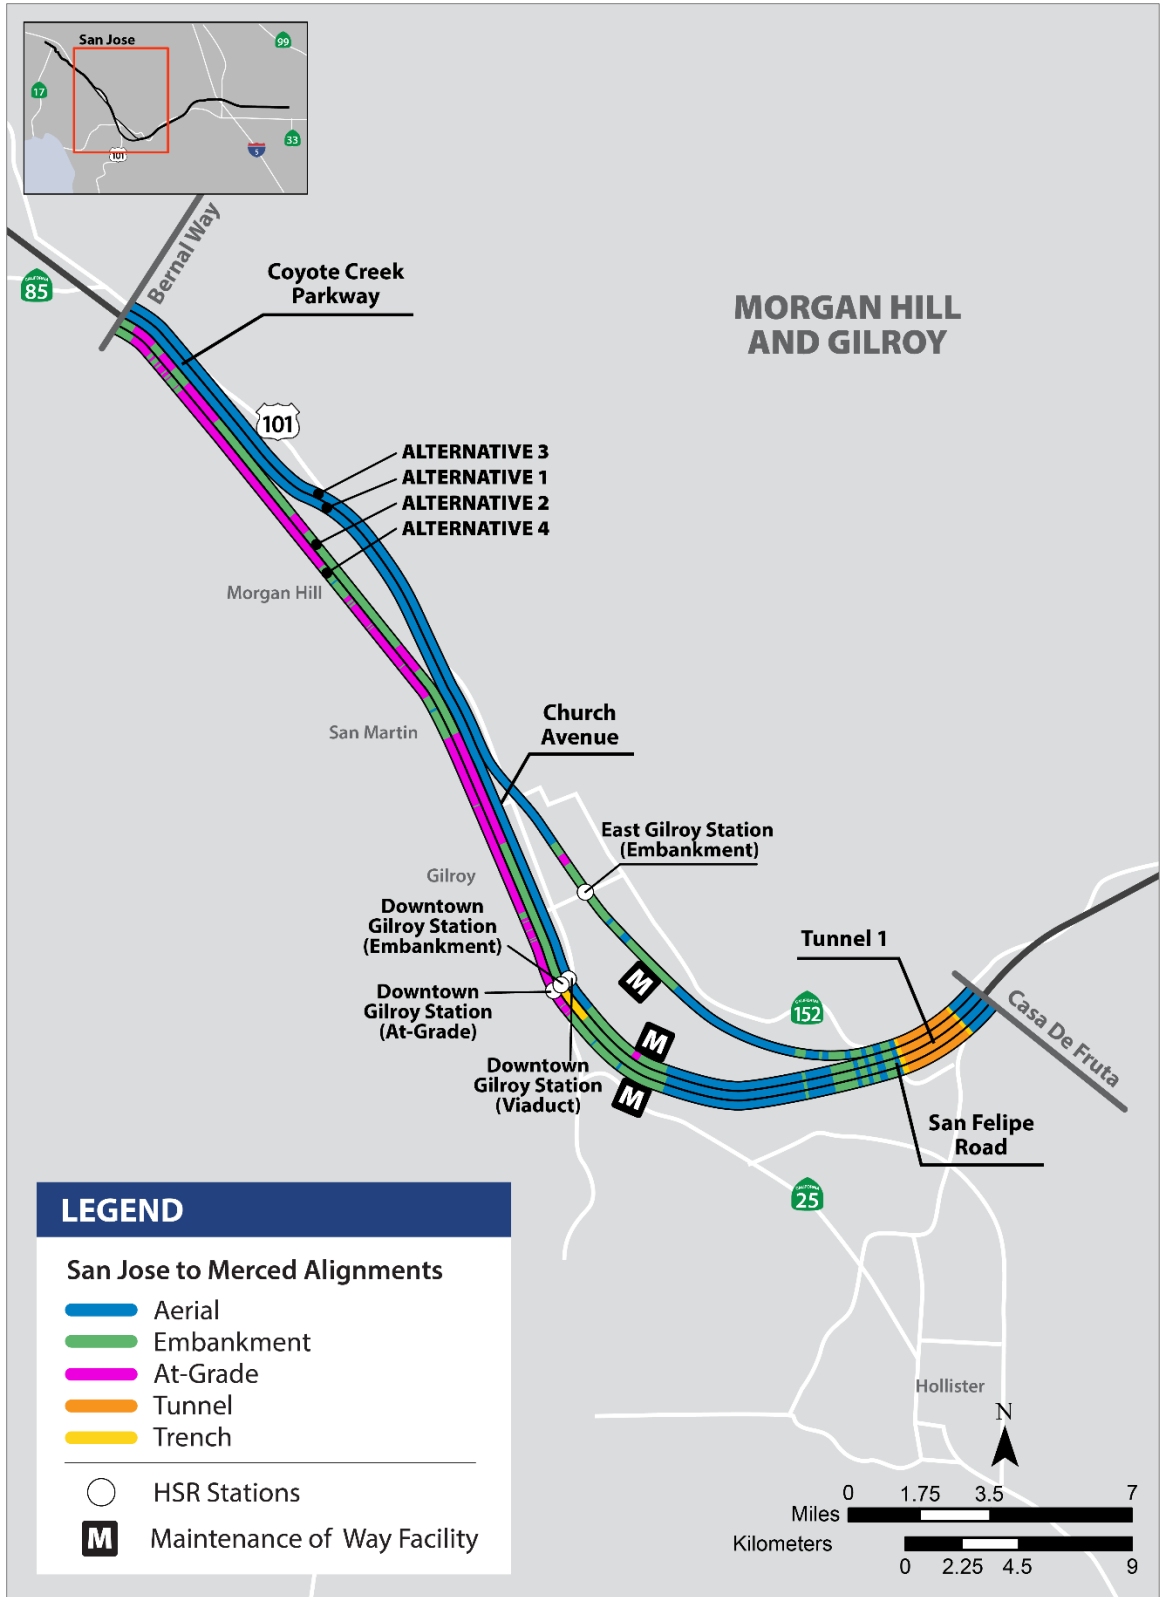 San Jose
99
17
101
5
33
Bernal Way
CALIFORNIA
85
Coyote Creek
Parkway
MORGAN HILL
AND GILROY
101
ALTERNATIVE 3
ALTERNATIVE 1
ALTERNATIVE 2
ALTERNATIVE 4
Morgan Hill
San Martin
Church
Avenue
East Gilroy Station
(Embankment)
Gilroy
Downtown
Gilroy Station
(Embankment)
Downtown
Gilroy Station
(At-Grade)
Downtown
Gilroy Station
(Viaduct)
M
M
M
Tunnel 1
CALIFORNIA
152
Casa De Fruta
San Felipe
Road
CALIFORNIA
25
Hollister
LEGEND
San Jose to Merced Alignments
Aerial
Embankment
At-Grade
Tunnel
Trench
HSR Stations
M Maintenance of Way Facility
N
0 1.75 3.5 7
Miles
Kilometers
0 2.25 4.5 9